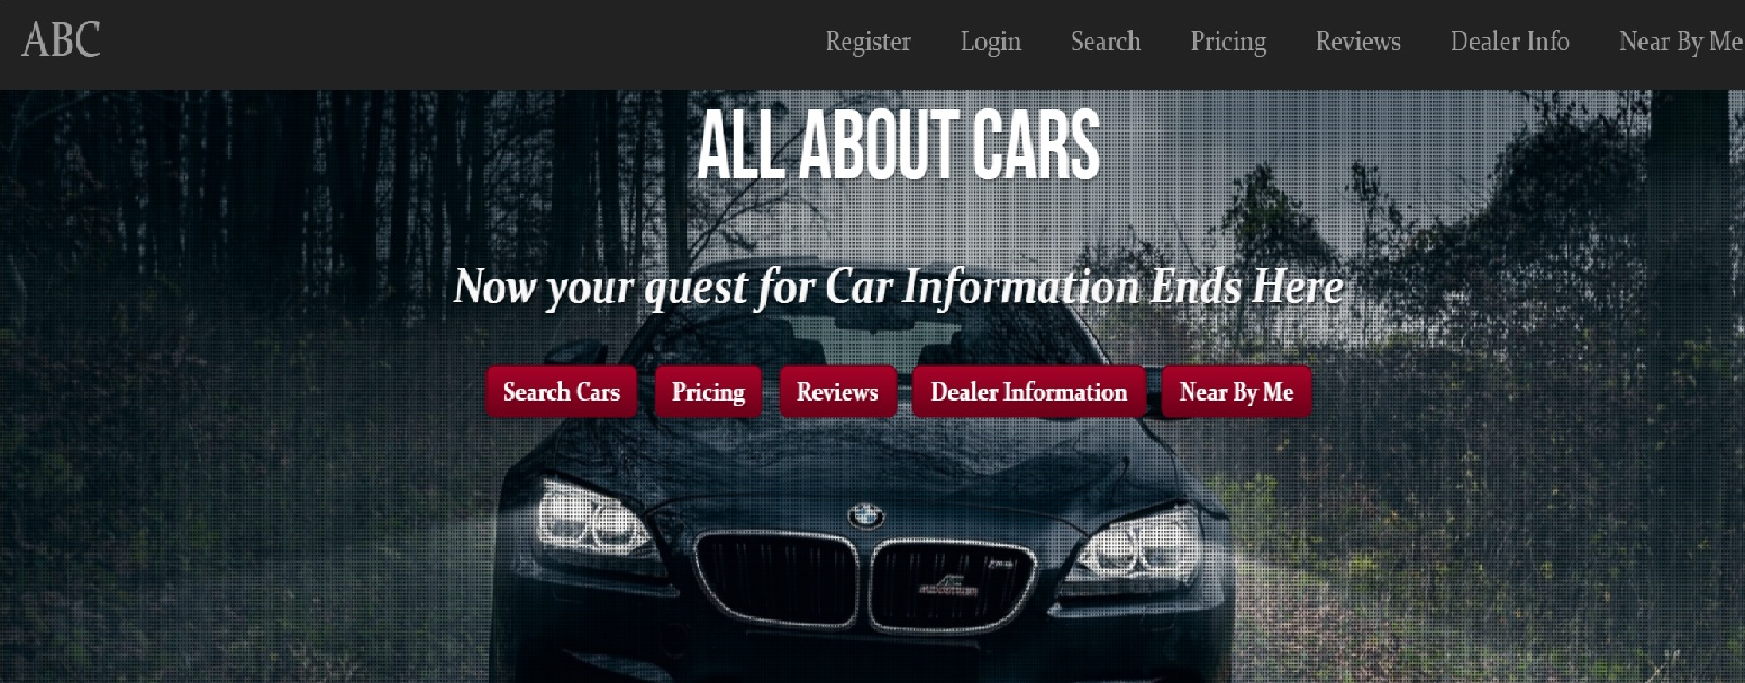 ABC Register Login Search Pricing Reviews Dealer Info Near By Me
ALL ABOUT CARS
Now your quest for Car Information Ends Here
Search Cars Pricing Reviews Dealer Information Near By Me